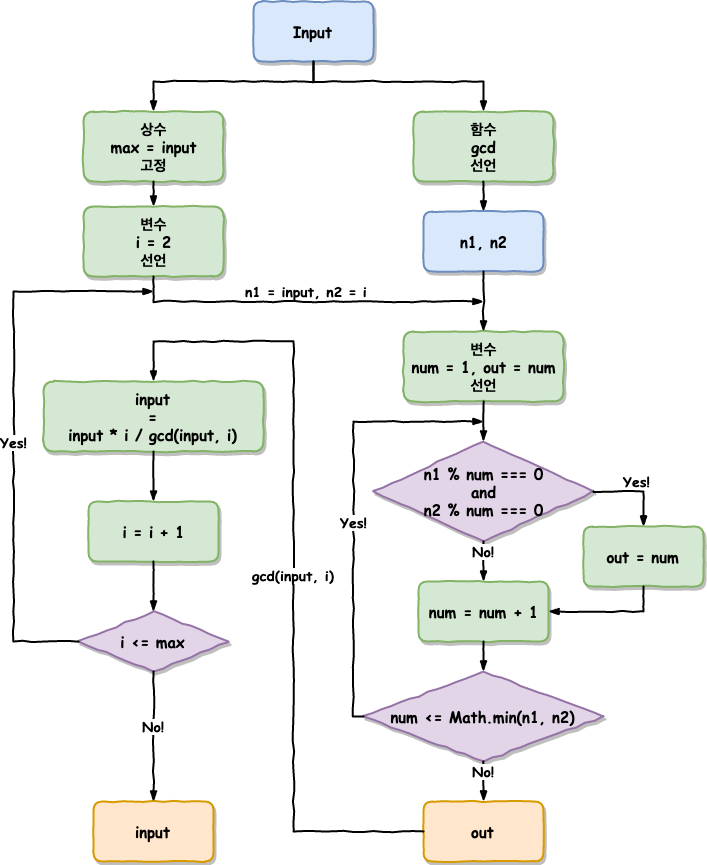 Input
상수
max = input
고정
함수
gcd
선언
변수
i = 2
선언
n1, n2
n1 = input, n2 = i
변수
num = 1, out = num
선언
input
=
input * i / gcd(input, i)
Yes!
n1 % num === 0
and
n2 % num === 0
Yes!
Yes!
No!
i = i + 1
out = num
gcd(input, i)
num = num + 1
i <= max
num <= Math.min(n1, n2)
No!
No!
input
out